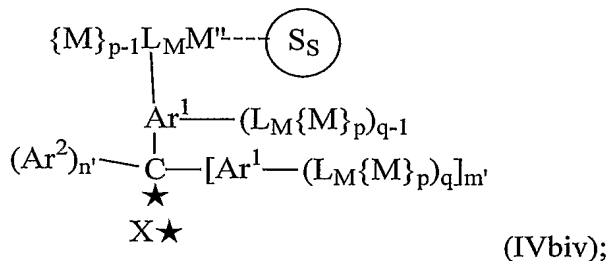 {M}p-1LMM"----SS
Ar¹—(LM{M}p)q-1
(Ar²)n'—C—[Ar¹—(LM{M}p)q]m'
★
X★
(IVbiv);